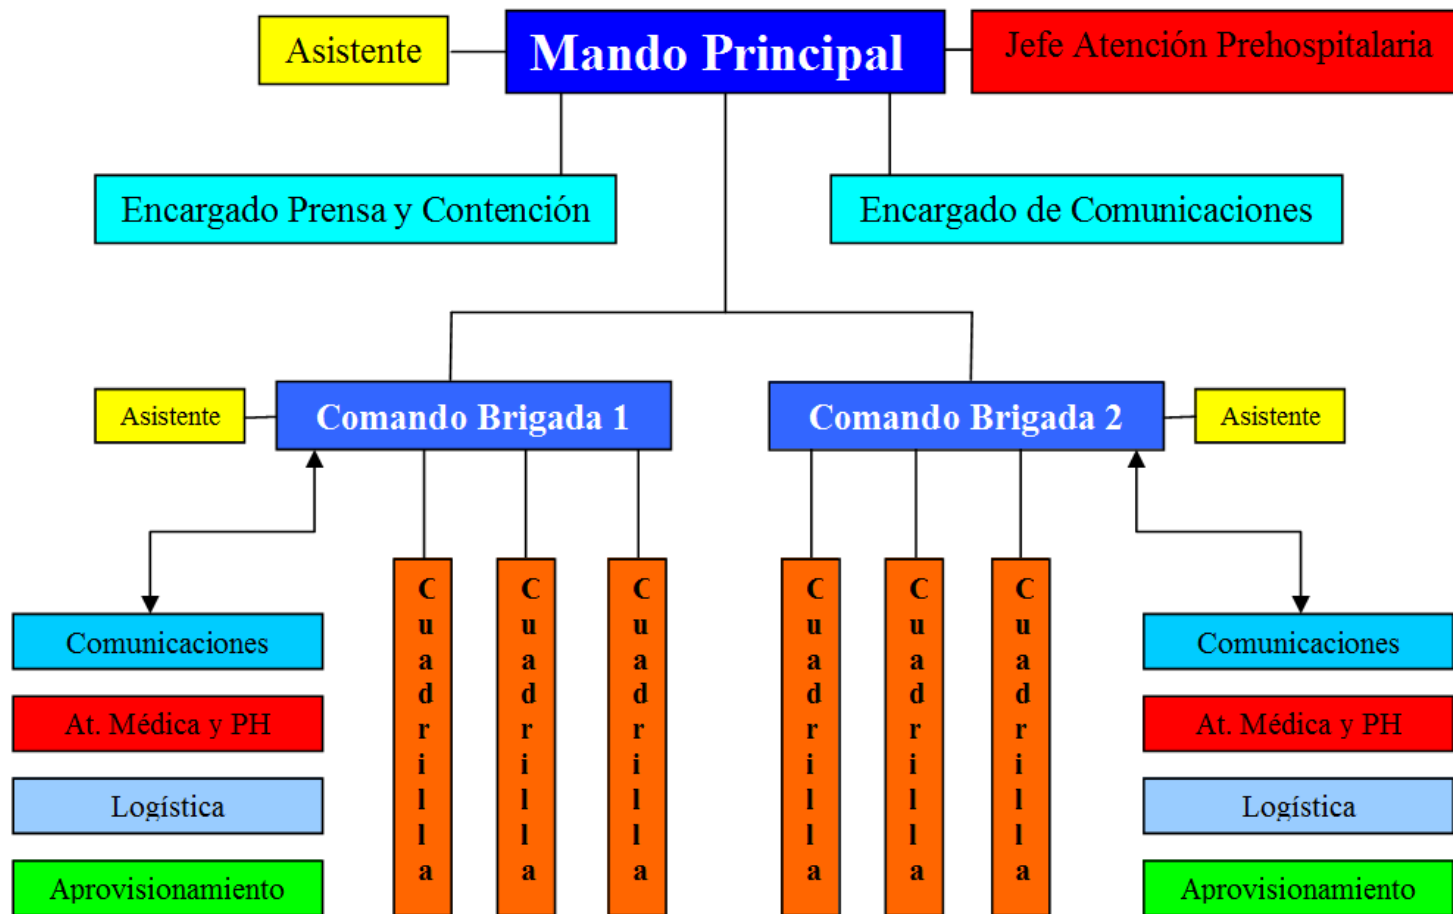 Asistente
Mando Principal
Jefe Atención Prehospitalaria
Encargado Prensa y Contención
Encargado de Comunicaciones
Asistente
Comando Brigada 1
Comando Brigada 2
Asistente
Comunicaciones
At. Médica y PH
Logística
Aprovisionamiento
Cuadrilla
Cuadrilla
Cuadrilla
Cuadrilla
Cuadrilla
Cuadrilla
Comunicaciones
At. Médica y PH
Logística
Aprovisionamiento